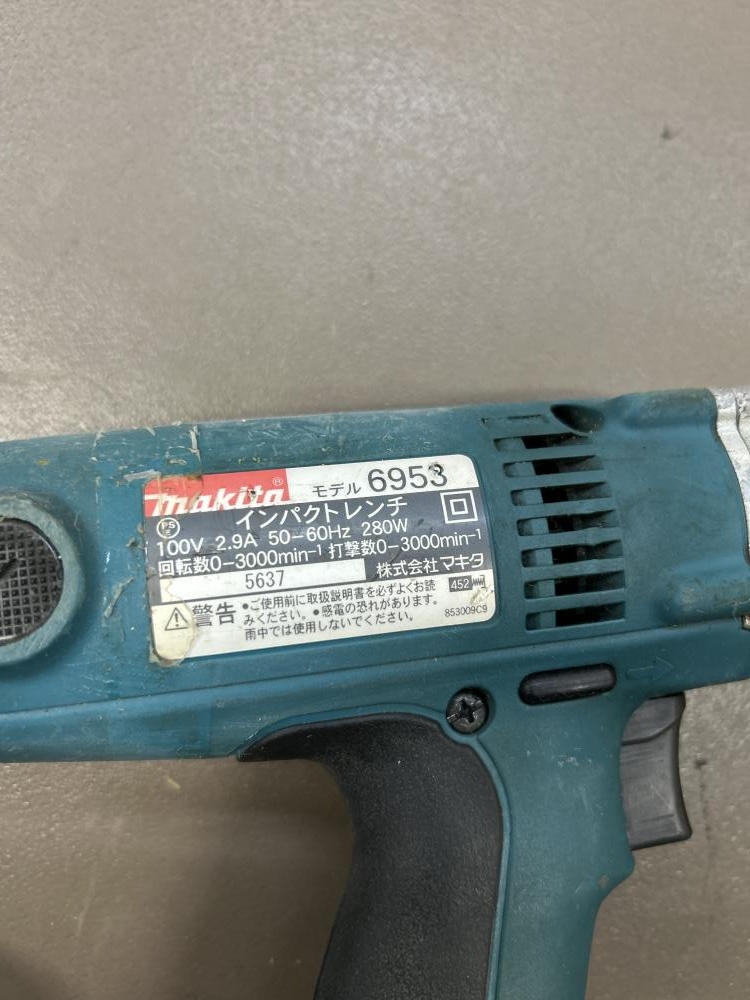 makita® モデル 6953
PS E インパクトレンチ
100V 2.9A 50-60Hz 280W
回転数0-3000min-1 打撃数0-3000min-1
5637 株式会社マキタ
警告 •ご使用前に取扱説明書を必ずよくお読
みください。•感電の恐れがあります。
雨中では使用しないでください。
452
853009C9